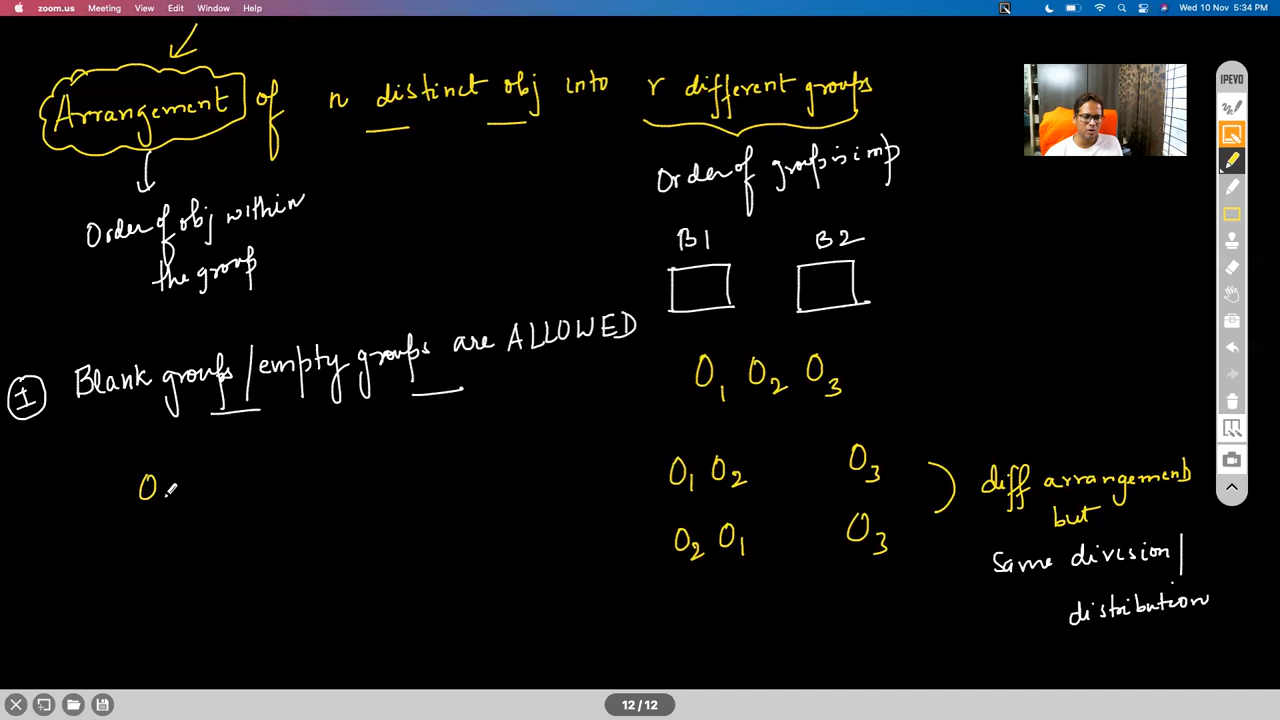 zoom.us Meeting View Edit Window Help Wed 10 Nov 5:34 PM
IPEVO
Arrangement of n distinct obj into r different groups
Order of groups is imp
Order of obj within
the group
B1 B2
I Blank groups/empty groups are ALLOWED
O1 O2 O3
O1 O2 O3
O2 O1 O3
diff arrangement
but
Same division/
distribution
O
12 / 12